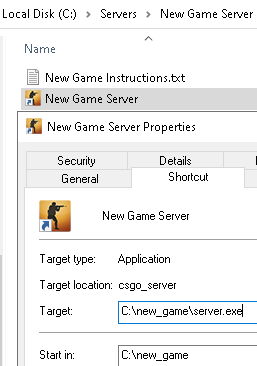 Local Disk (C:) > Servers > New Game Server
Name
New Game Instructions.txt
New Game Server
New Game Server Properties
Security Details
General Shortcut
New Game Server
Target type: Application
Target location: csgo_server
Target: C:\new_game\server.exe
Start in: C:\new_game